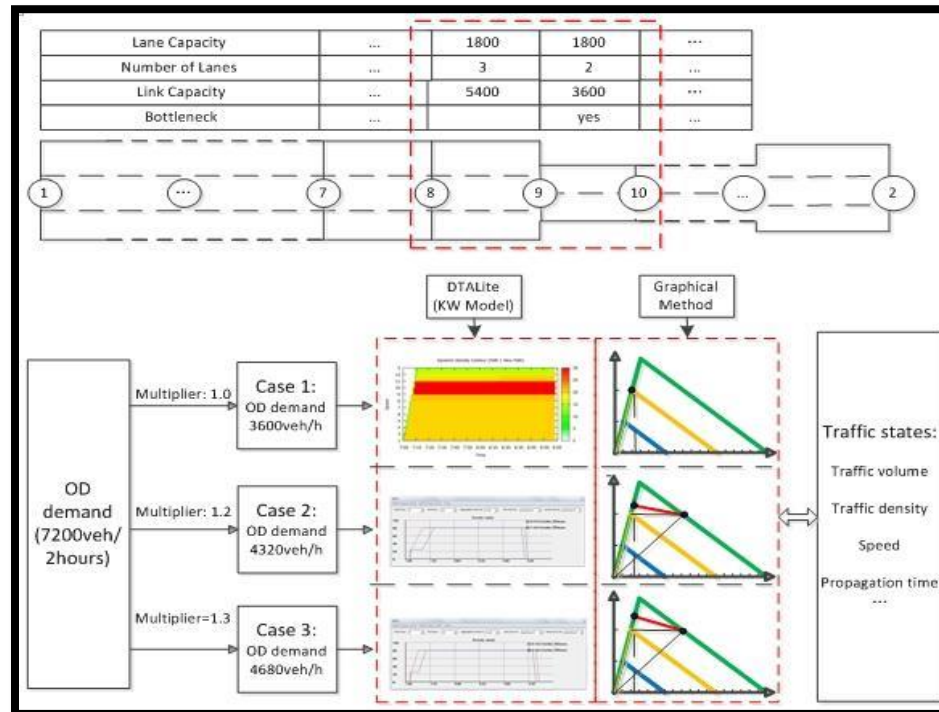 Lane Capacity ... 1800 1800 ...
Number of Lanes ... 3 2 ...
Link Capacity ... 5400 3600 ...
Bottleneck ... yes ...
1 ... 7 8 9 10 ... 2
DTALite
(KW Model)
Graphical
Method
OD
demand
(7200veh/
2hours)
Multiplier: 1.0
Case 1:
OD demand
3600veh/h
Multiplier: 1.2
Case 2:
OD demand
4320veh/h
Multiplier=1.3
Case 3:
OD demand
4680veh/h
Time
Traffic states:
Traffic volume
Traffic density
Speed
Propagation time
...